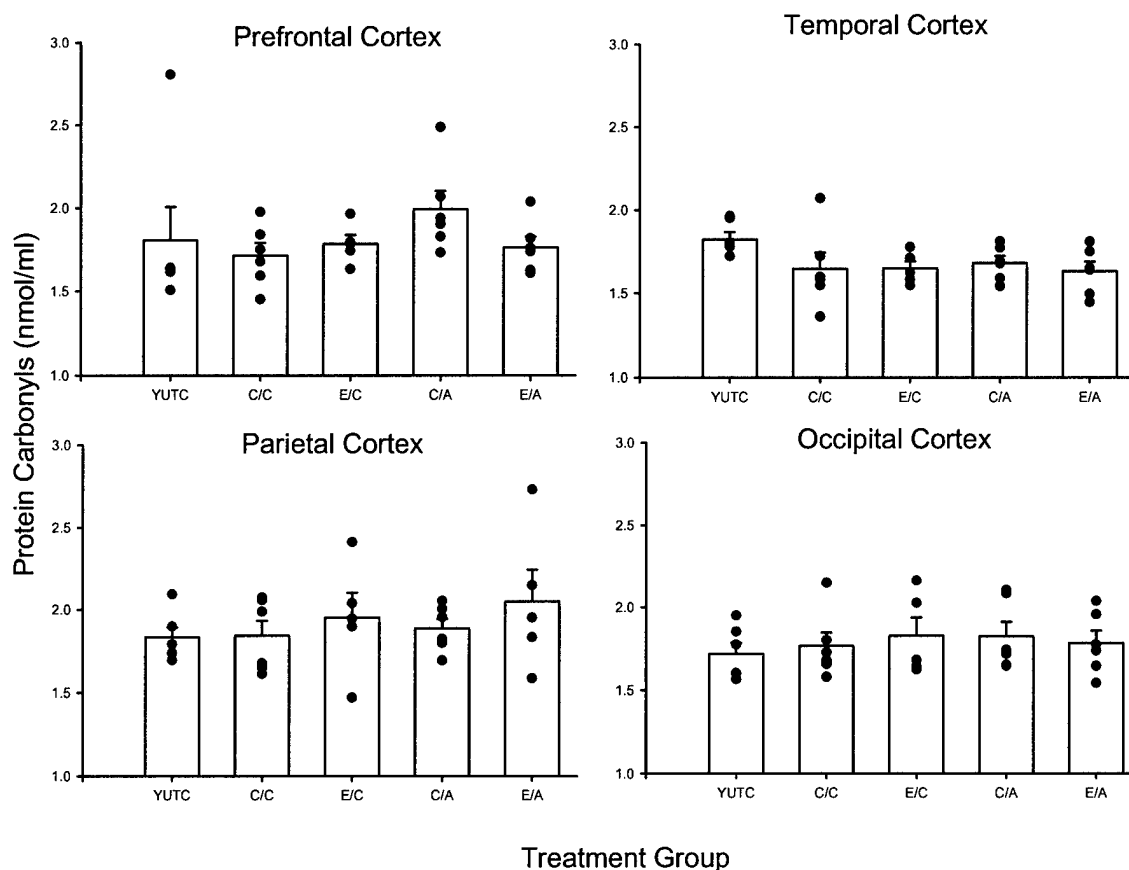 Prefrontal Cortex
3.0
2.5
2.0
1.5
1.0
YUTC C/C E/C C/A E/A
Temporal Cortex
3.0
2.5
2.0
1.5
1.0
YUTC C/C E/C C/A E/A
Protein Carbonyls (nmol/ml)
Parietal Cortex
3.0
2.5
2.0
1.5
1.0
YUTC C/C E/C C/A E/A
Occipital Cortex
3.0
2.5
2.0
1.5
1.0
YUTC C/C E/C C/A E/A
Treatment Group